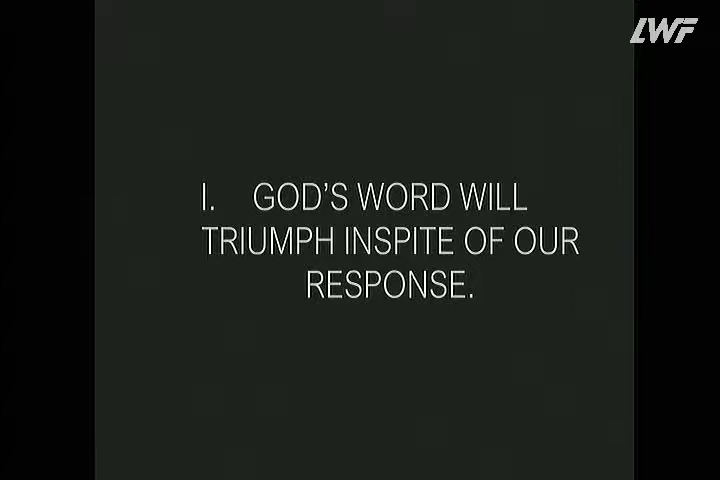 LWF
I. GOD’S WORD WILL
TRIUMPH INSPITE OF OUR
RESPONSE.